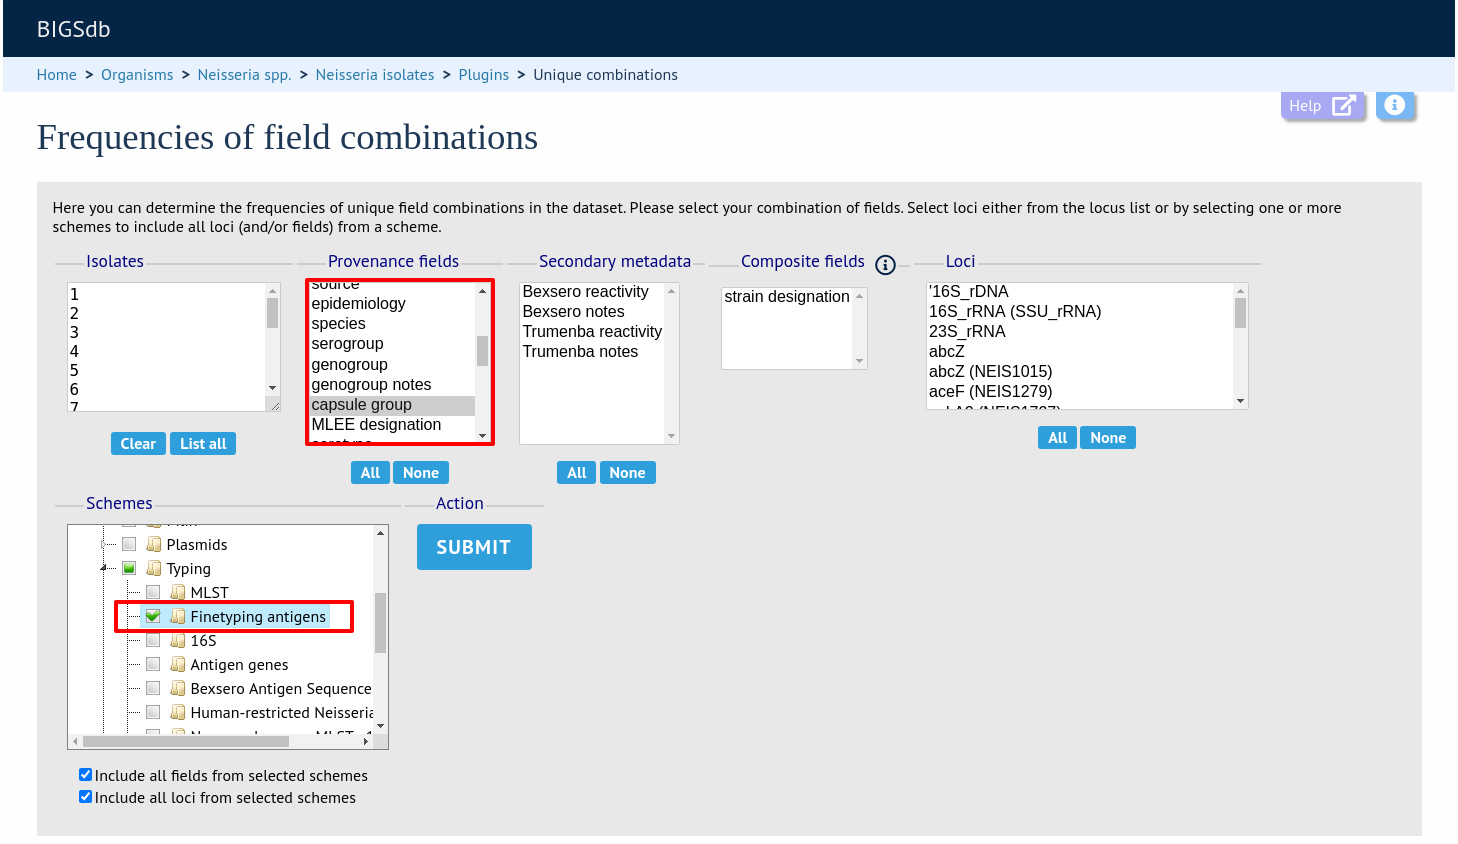 BIGSdb
Home > Organisms > Neisseria spp. > Neisseria isolates > Plugins > Unique combinations
Help
Frequencies of field combinations
Here you can determine the frequencies of unique field combinations in the dataset. Please select your combination of fields. Select loci either from the locus list or by selecting one or more
schemes to include all loci (and/or fields) from a scheme.
Isolates
1
2
3
4
5
6
7
Clear
List all
Provenance fields
source
epidemiology
species
serogroup
genogroup
genogroup notes
capsule group
MLEE designation
All
None
Secondary metadata
Bexsero reactivity
Bexsero notes
Trumenba reactivity
Trumenba notes
All
None
Composite fields
strain designation
Loci
'16S_rDNA
16S_rRNA (SSU_rRNA)
23S_rRNA
abcZ
abcZ (NEIS1015)
aceF (NEIS1279)
All
None
Schemes
Plasmids
Typing
MLST
Finetyping antigens
16S
Antigen genes
Bexsero Antigen Sequence
Human-restricted Neisseria
Include all fields from selected schemes
Include all loci from selected schemes
Action
SUBMIT